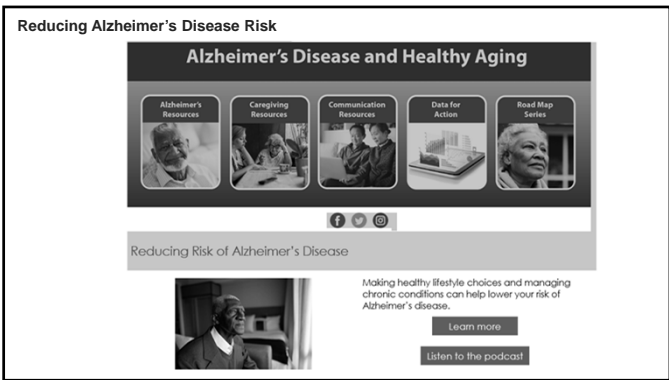 Reducing Alzheimer’s Disease Risk
Alzheimer’s Disease and Healthy Aging
Alzheimer’s
Resources
Caregiving
Resources
Communication
Resources
Data for
Action
Road Map
Series
Reducing Risk of Alzheimer’s Disease
Making healthy lifestyle choices and managing
chronic conditions can help lower your risk of
Alzheimer’s disease.
Learn more
Listen to the podcast